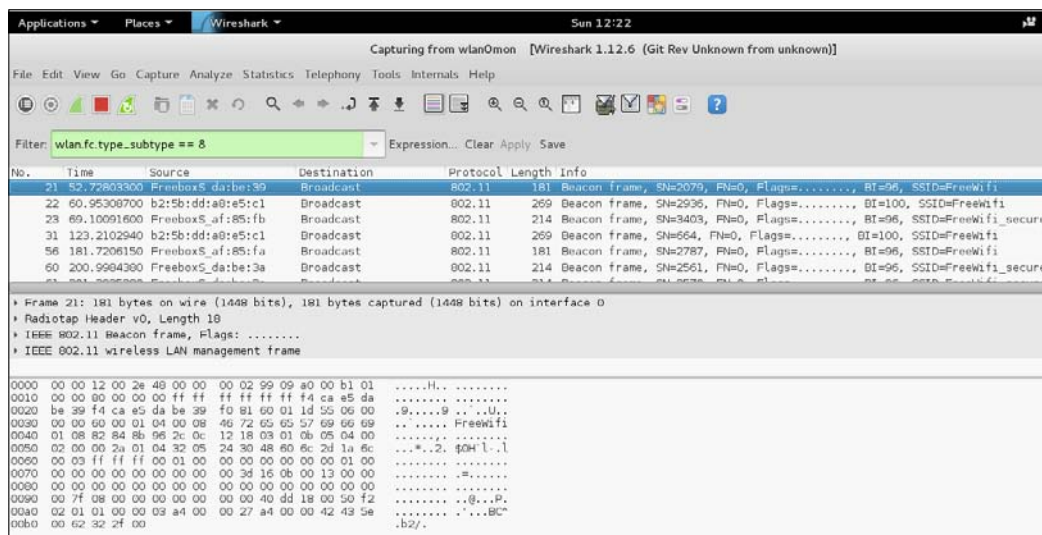 Applications Places Wireshark Sun 12:22
Capturing from wlan0mon [Wireshark 1.12.6 (Git Rev Unknown from unknown)]
File Edit View Go Capture Analyze Statistics Telephony Tools Internals Help
Filter: wlan.fc.type_subtype == 8 Expression... Clear Apply Save
No. Time Source Destination Protocol Length Info
21 52.72803300 FreeboxS_da:be:39 Broadcast 802.11 181 Beacon frame, SN=2079, FN=0, Flags=........, BI=96, SSID=FreeWifi
22 60.95308700 b2:5b:dd:a8:e5:c1 Broadcast 802.11 269 Beacon frame, SN=2936, FN=0, Flags=........, BI=100, SSID=FreeWifi
23 69.10091600 FreeboxS_af:85:fb Broadcast 802.11 214 Beacon frame, SN=3403, FN=0, Flags=........, BI=96, SSID=FreeWifi_secure
31 123.2102940 b2:5b:dd:a8:e5:c1 Broadcast 802.11 269 Beacon frame, SN=664, FN=0, Flags=........, BI=100, SSID=FreeWifi
56 181.7206150 FreeboxS_af:85:fa Broadcast 802.11 181 Beacon frame, SN=2787, FN=0, Flags=........, BI=96, SSID=FreeWifi
60 200.9984380 FreeboxS_da:be:3a Broadcast 802.11 214 Beacon frame, SN=2561, FN=0, Flags=........, BI=96, SSID=FreeWifi_secure
Frame 21: 181 bytes on wire (1448 bits), 181 bytes captured (1448 bits) on interface 0
Radiotap Header v0, Length 18
IEEE 802.11 Beacon frame, Flags: ........
IEEE 802.11 wireless LAN management frame
0000 00 00 12 00 2e 48 00 00 00 02 99 09 a0 00 b1 01 .....H.. ........
0010 00 00 80 00 00 00 ff ff ff ff ff ff f4 ca e5 da ........ ........
0020 be 39 f4 ca e5 da be 39 f0 81 60 01 1d 55 06 00 .9.....9 ..`..U..
0030 00 00 60 00 01 04 00 08 46 72 65 65 57 69 66 69 ..`..... FreeWifi
0040 01 08 82 84 8b 96 2c 0c 12 18 03 01 0b 05 04 00 ......,. ........
0050 02 00 00 2a 01 04 32 05 24 30 48 60 6c 2d 1a 6c ...*..2. $0H`l-.l
0060 00 03 ff ff ff 00 01 00 00 00 00 00 00 00 01 00 ........ ........
0070 00 00 00 00 00 00 00 00 00 3d 16 0b 00 13 00 00 ........ .=......
0080 00 00 00 00 00 00 00 00 00 00 00 00 00 00 00 00 ........ ........
0090 00 7f 08 00 00 00 00 00 00 00 40 dd 18 00 50 f2 ........ ..@...P.
00a0 02 01 01 00 00 03 a4 00 00 27 a4 00 00 42 43 5e ........ .'...BC^
00b0 00 62 32 2f 00 .b2/.